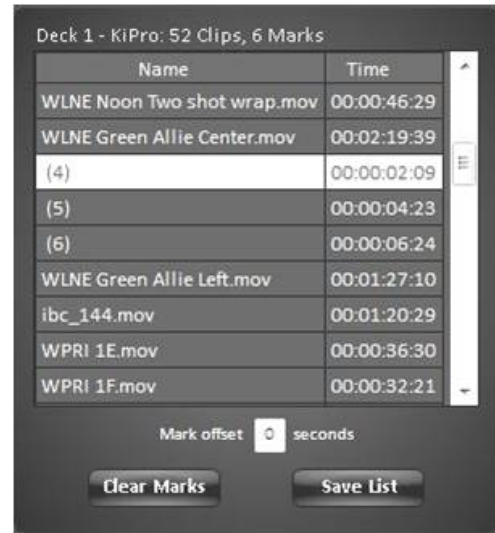 Deck 1 - KiPro: 52 Clips, 6 Marks
Name Time
WLNE Noon Two shot wrap.mov 00:00:46:29
WLNE Green Allie Center.mov 00:02:19:39
(4) 00:00:02:09
(5) 00:00:04:23
(6) 00:00:06:24
WLNE Green Allie Left.mov 00:01:27:10
ibc_144.mov 00:01:20:29
WPRI 1E.mov 00:00:36:30
WPRI 1F.mov 00:00:32:21
Mark offset 0 seconds
Clear Marks Save List